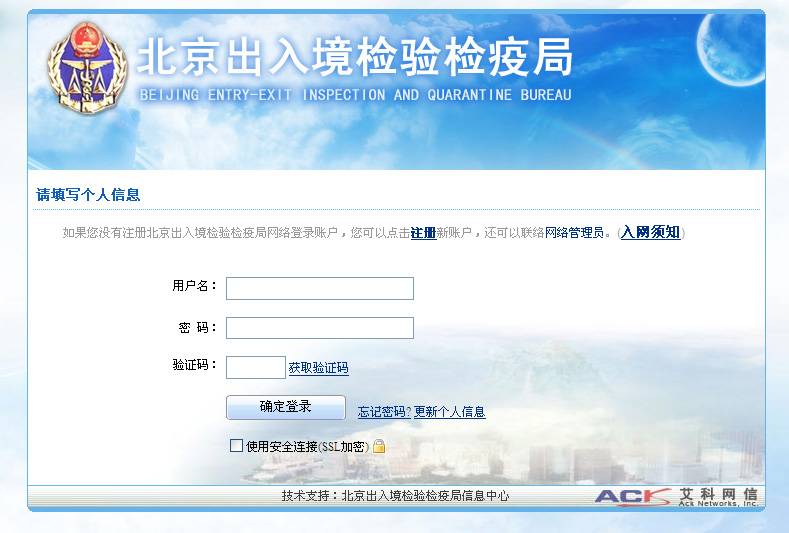 北京出入境检验检疫局
BEIJING ENTRY-EXIT INSPECTION AND QUARANTINE BUREAU
请填写个人信息
如果您没有注册北京出入境检验检疫局网络登录账户，您可以点击注册新账户，还可以联络网络管理员。(入网须知)
用户名：
密 码：
验证码： 获取验证码
确定登录 忘记密码? 更新个人信息
使用安全连接(SSL加密)
技术支持：北京出入境检验检疫局信息中心
ACK 艾科网信
Ack Networks, Inc.